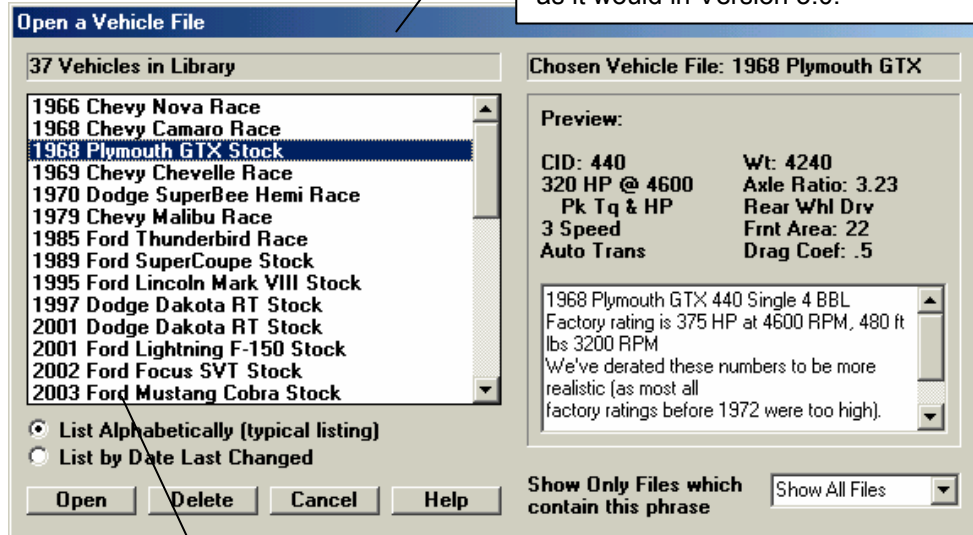 as it would in Version 3.0.
Open a Vehicle File
37 Vehicles in Library
1966 Chevy Nova Race
1968 Chevy Camaro Race
1968 Plymouth GTX Stock
1969 Chevy Chevelle Race
1970 Dodge SuperBee Hemi Race
1979 Chevy Malibu Race
1985 Ford Thunderbird Race
1989 Ford SuperCoupe Stock
1995 Ford Lincoln Mark VIII Stock
1997 Dodge Dakota RT Stock
2001 Dodge Dakota RT Stock
2001 Ford Lightning F-150 Stock
2002 Ford Focus SVT Stock
2003 Ford Mustang Cobra Stock
List Alphabetically (typical listing)
List by Date Last Changed
Open Delete Cancel Help
Chosen Vehicle File: 1968 Plymouth GTX
Preview:
CID: 440 Wt: 4240
320 HP @ 4600 Axle Ratio: 3.23
Pk Tq & HP Rear Whl Drv
3 Speed Frnt Area: 22
Auto Trans Drag Coef: .5
1968 Plymouth GTX 440 Single 4 BBL
Factory rating is 375 HP at 4600 RPM, 480 ft
lbs 3200 RPM
We've derated these numbers to be more
realistic (as most all
factory ratings before 1972 were too high).
Show Only Files which
contain this phrase
Show All Files